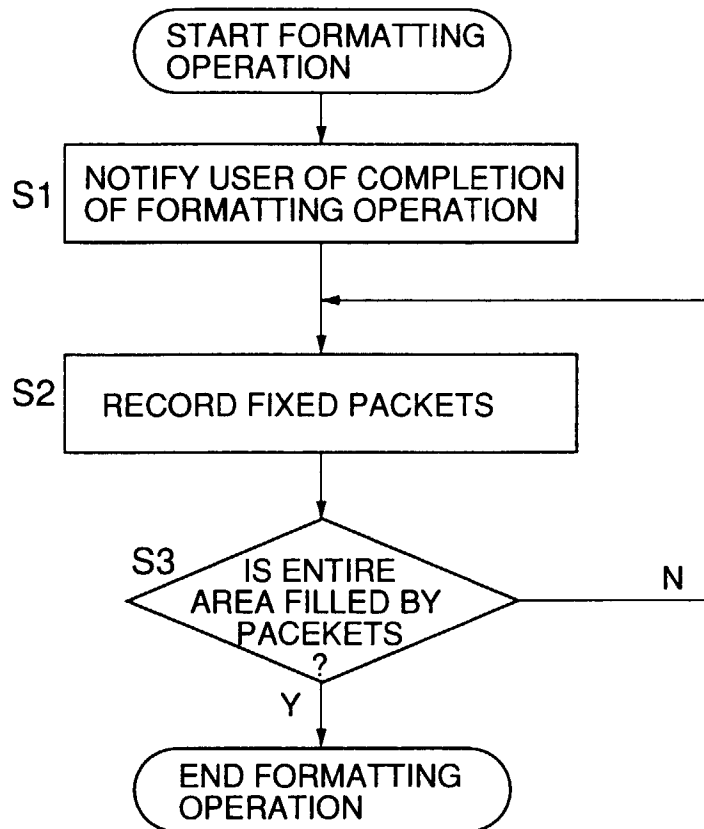 START FORMATTING
OPERATION
S1
NOTIFY USER OF COMPLETION
OF FORMATTING OPERATION
S2
RECORD FIXED PACKETS
S3
IS ENTIRE
AREA FILLED BY
PACEKETS
?
N
Y
END FORMATTING
OPERATION